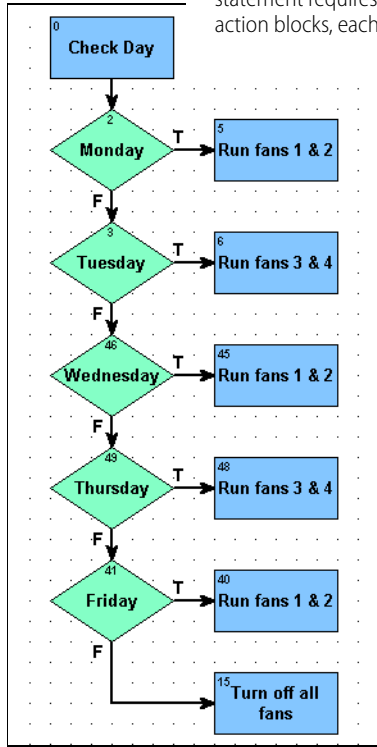 statement requires
action blocks, each
0
Check Day
2
Monday
T
5
Run fans 1 & 2
F
3
Tuesday
T
6
Run fans 3 & 4
F
46
Wednesday
T
45
Run fans 1 & 2
F
49
Thursday
T
48
Run fans 3 & 4
F
41
Friday
T
40
Run fans 1 & 2
F
15
Turn off all
fans